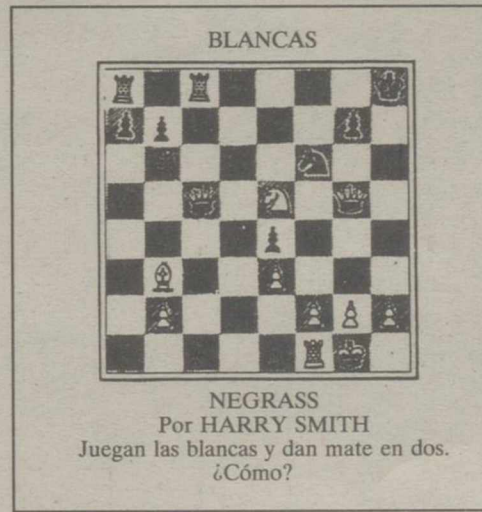 BLANCAS
NEGRASS
Por HARRY SMITH
Juegan las blancas y dan mate en dos.
¿Cómo?